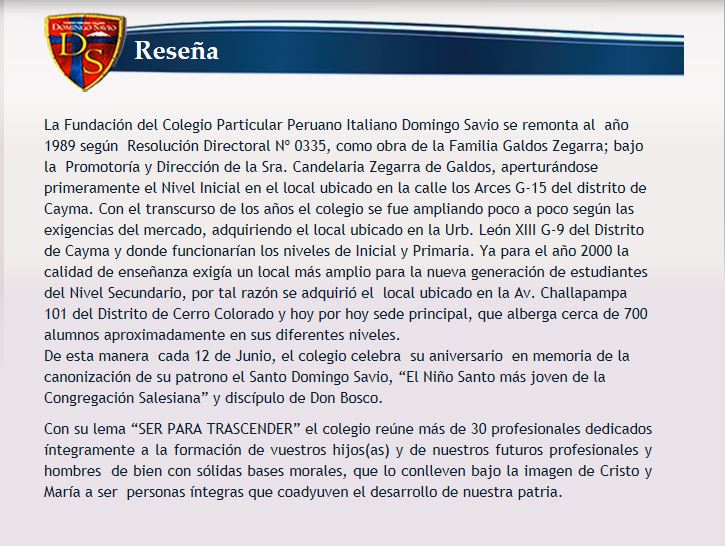 DOMINGO SAVIO
DS
Reseña
La Fundación del Colegio Particular Peruano Italiano Domingo Savio se remonta al año
1989 según Resolución Directoral Nº 0335, como obra de la Familia Galdos Zegarra; bajo
la Promotoría y Dirección de la Sra. Candelaria Zegarra de Galdos, aperturándose
primeramente el Nivel Inicial en el local ubicado en la calle los Arces G-15 del distrito de
Cayma. Con el transcurso de los años el colegio se fue ampliando poco a poco según las
exigencias del mercado, adquiriendo el local ubicado en la Urb. León XIII G-9 del Distrito
de Cayma y donde funcionarían los niveles de Inicial y Primaria. Ya para el año 2000 la
calidad de enseñanza exigía un local más amplio para la nueva generación de estudiantes
del Nivel Secundario, por tal razón se adquirió el local ubicado en la Av. Challapampa
101 del Distrito de Cerro Colorado y hoy por hoy sede principal, que alberga cerca de 700
alumnos aproximadamente en sus diferentes niveles.
De esta manera cada 12 de Junio, el colegio celebra su aniversario en memoria de la
canonización de su patrono el Santo Domingo Savio, “El Niño Santo más joven de la
Congregación Salesiana” y discípulo de Don Bosco.
Con su lema “SER PARA TRASCENDER” el colegio reúne más de 30 profesionales dedicados
íntegramente a la formación de vuestros hijos(as) y de nuestros futuros profesionales y
hombres de bien con sólidas bases morales, que lo conlleven bajo la imagen de Cristo y
María a ser personas íntegras que coadyuven el desarrollo de nuestra patria.